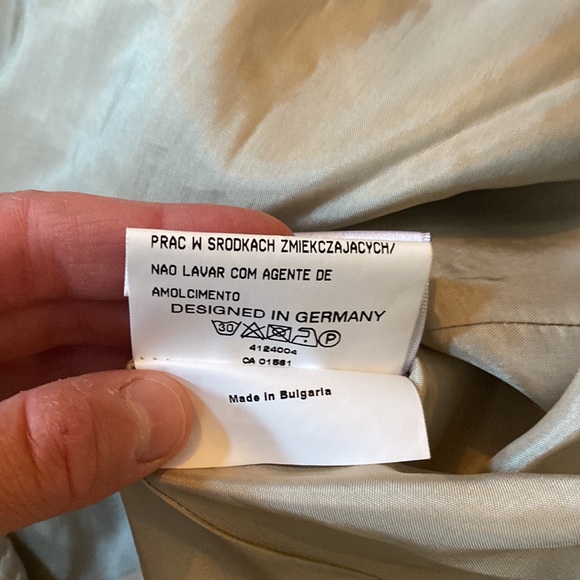 PRAC W SRODKACH ZMIEKCZAJACYCH/
NAO LAVAR COM AGENTE DE
AMOLCIMENTO
DESIGNED IN GERMANY
30 P
4124004
CA 01581
Made in Bulgaria